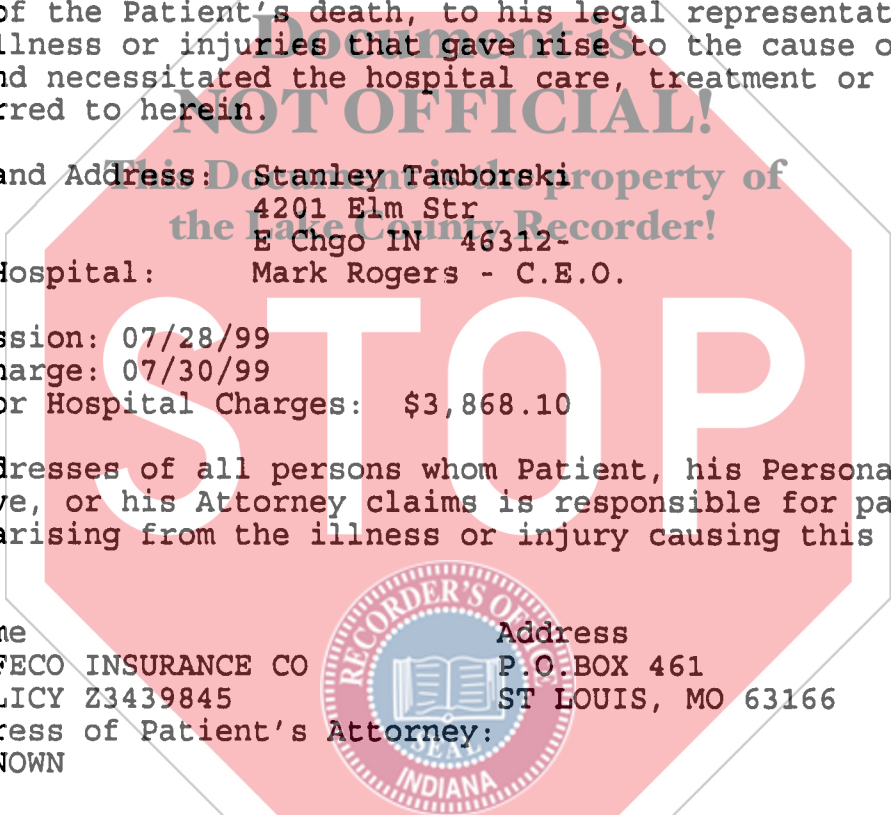 of the Patient's death, to his legal representat
llness or injuries that gave rise to the cause o
nd necessitated the hospital care, treatment or
rred to herein.
Document is
NOT OFFICIAL!
This Document is the property of
the Lake County Recorder!
and Address: Stanley Tamborski
4201 Elm Str
E Chgo IN 46312-
Hospital: Mark Rogers - C.E.O.
ssion: 07/28/99
harge: 07/30/99
or Hospital Charges: $3,868.10
STOP
dresses of all persons whom Patient, his Persona
ve, or his Attorney claims is responsible for pa
arising from the illness or injury causing this
me Address
FECO INSURANCE CO P.O.BOX 461
LICY Z3439845 ST LOUIS, MO 63166
ress of Patient's Attorney:
NOWN
RECORDER'S OFFICE
SEAL
INDIANA